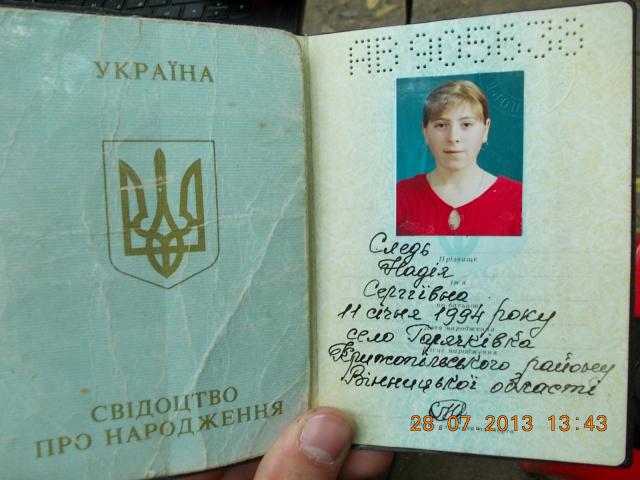 УКРАЇНА
СВІДОЦТВО
ПРО НАРОДЖЕННЯ
АВ 905638
Следь
Прізвище
Надія
ім'я
Сергіївна
по батькові
11 січня 1994 року
дата народження
село Горячківка
місце народження
Крижопільського району
Вінницької області
28.07.2013 13:43